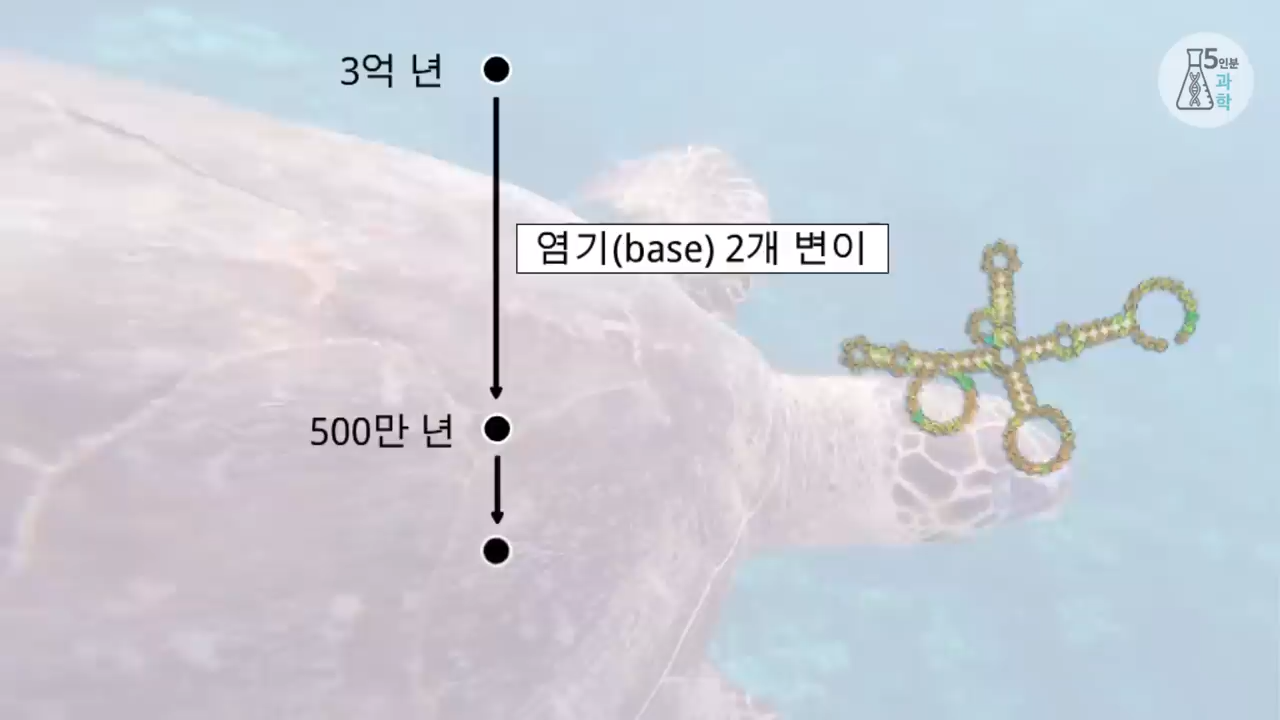 3억 년
5인분
과
학
염기(base) 2개 변이
500만 년